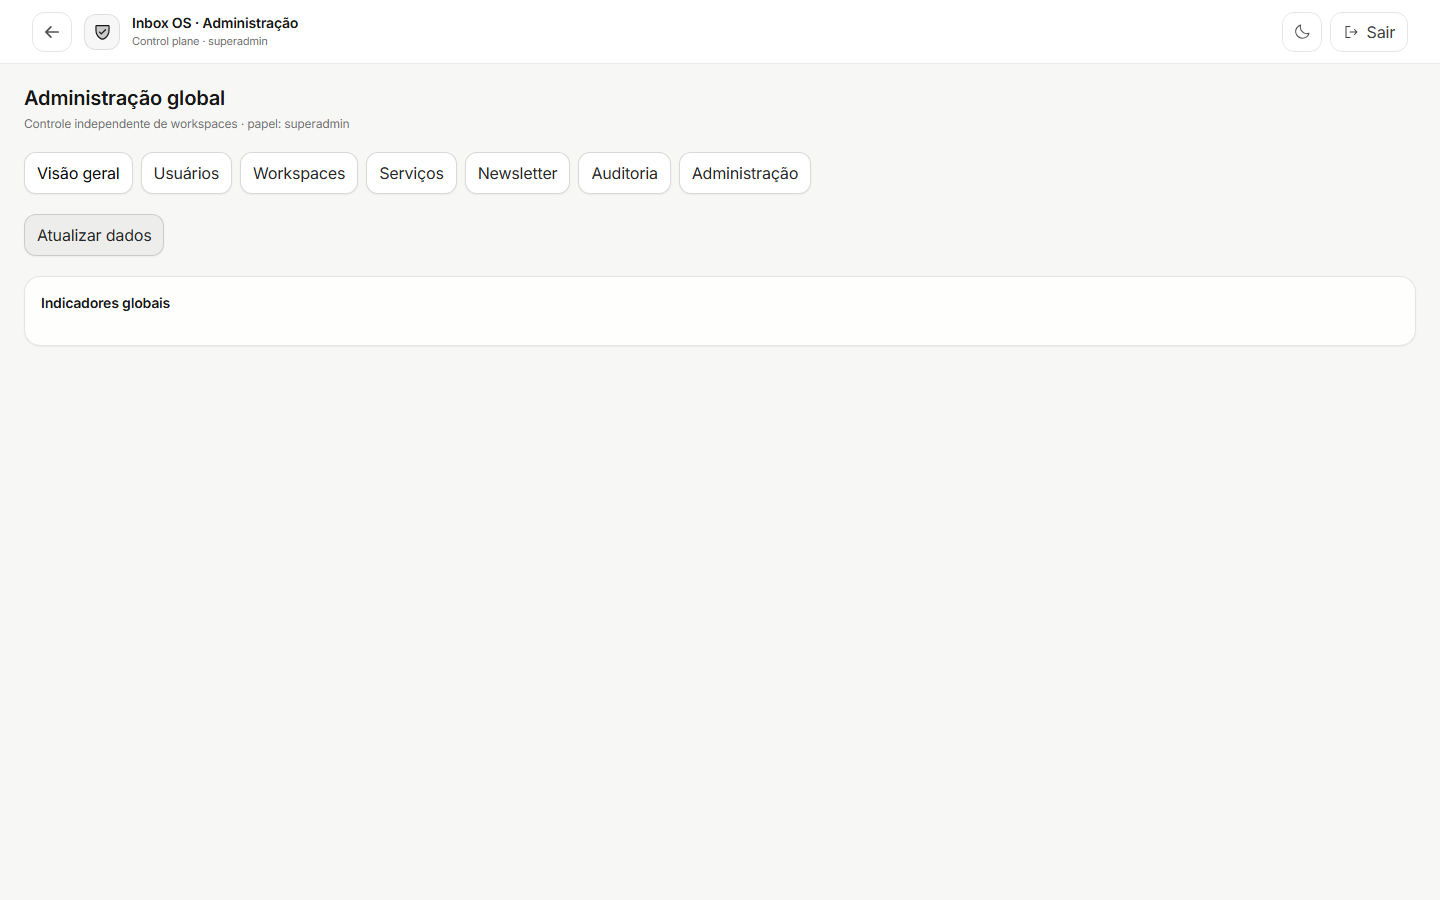 Inbox OS · Administração
Control plane · superadmin
Sair
Administração global
Controle independente de workspaces · papel: superadmin
Visão geral
Usuários
Workspaces
Serviços
Newsletter
Auditoria
Administração
Atualizar dados
Indicadores globais